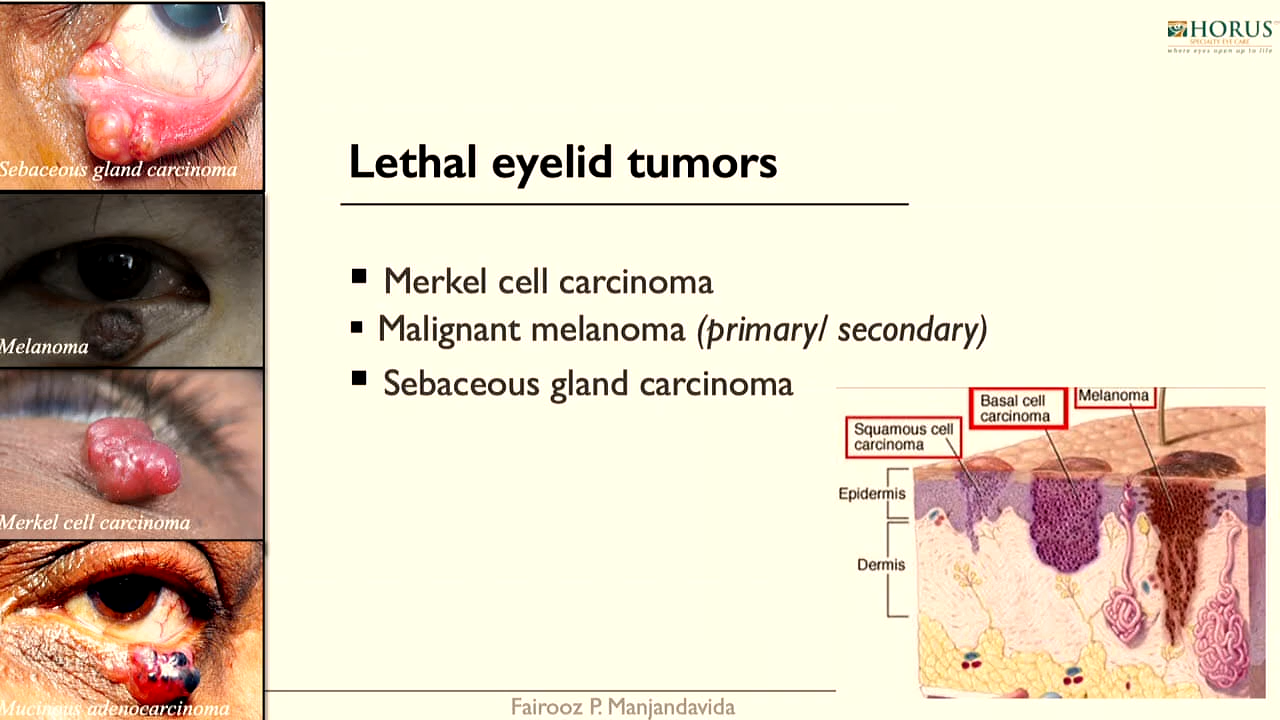 HORUS
SPECIALTY EYE CARE
where eyes open up to life
Lethal eyelid tumors
Merkel cell carcinoma
Malignant melanoma (primary/ secondary)
Sebaceous gland carcinoma
Sebaceous gland carcinoma
Melanoma
Merkel cell carcinoma
Mucinous adenocarcinoma
Melanoma
Basal cell
carcinoma
Squamous cell
carcinoma
Epidermis
Dermis
Fairooz P. Manjandavida